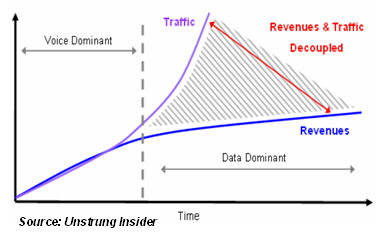 Traffic
Revenues & Traffic
Decoupled
Voice Dominant
Revenues
Data Dominant
Time
Source: Unstrung Insider